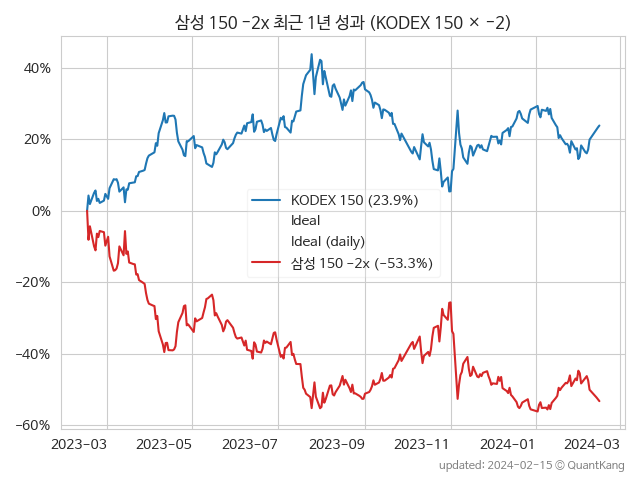 삼성 150 −2x 최근 1년 성과 (KODEX 150 × −2)
40%
20%
0%
−20%
−40%
−60%
KODEX 150 (23.9%)
Ideal
Ideal (daily)
삼성 150 −2x (−53.3%)
2023−03
2023−05
2023−07
2023−09
2023−11
2024−01
2024−03
updated: 2024−02−15 ⓒ QuantKang